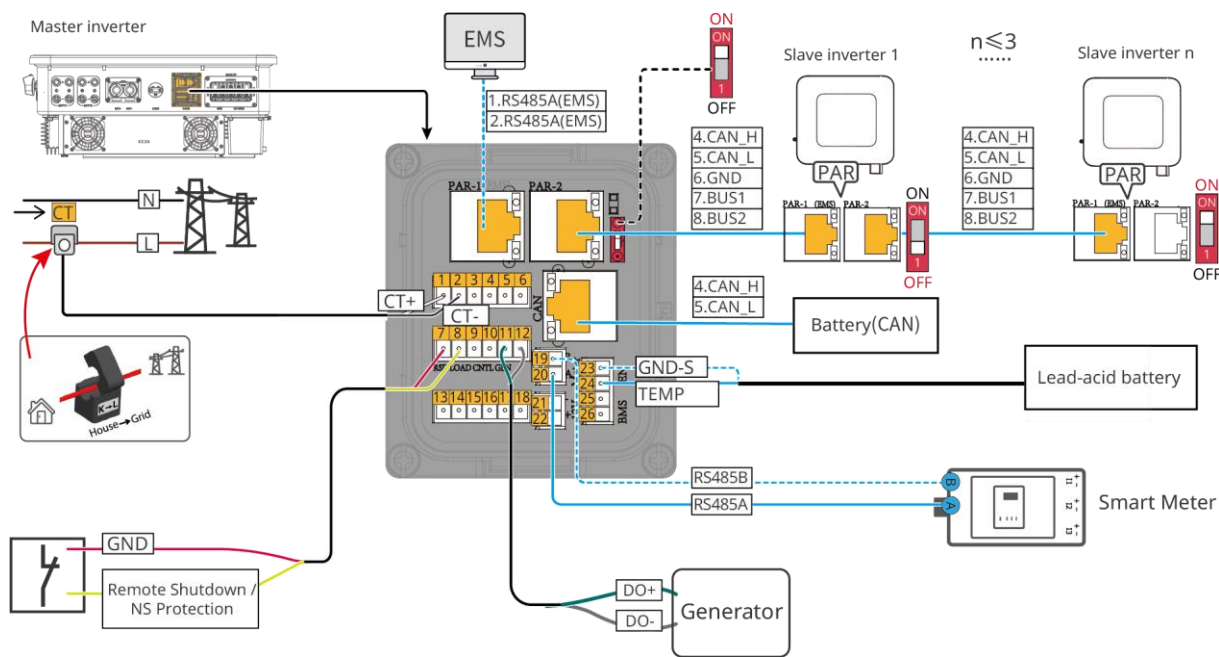 Master inverter
EMS
1.RS485A(EMS)
2.RS485A(EMS)
ON
ON
1
OFF
Slave inverter 1
n≤3
......
Slave inverter n
4.CAN_H
5.CAN_L
6.GND
7.BUS1
8.BUS2
PAR
PAR-1 (EMS) PAR-2
ON
ON
1
OFF
4.CAN_H
5.CAN_L
6.GND
7.BUS1
8.BUS2
PAR
PAR-1 (EMS) PAR-2
ON
ON
1
OFF
PAR-1
PAR-2
N
CT
L
CT+
CT-
1 2 3 4 5 6
CAN
4.CAN_H
5.CAN_L
Battery(CAN)
7 8 9 10 11 12
LOAD CNTL GEN
13 14 15 16 17 18
19
20
21
22
23
24
25
26
BMS
GND-S
TEMP
Lead-acid battery
K→L
House→Grid
RS485B
RS485A
B
A
Smart Meter
GND
Remote Shutdown /
NS Protection
DO+
DO-
Generator